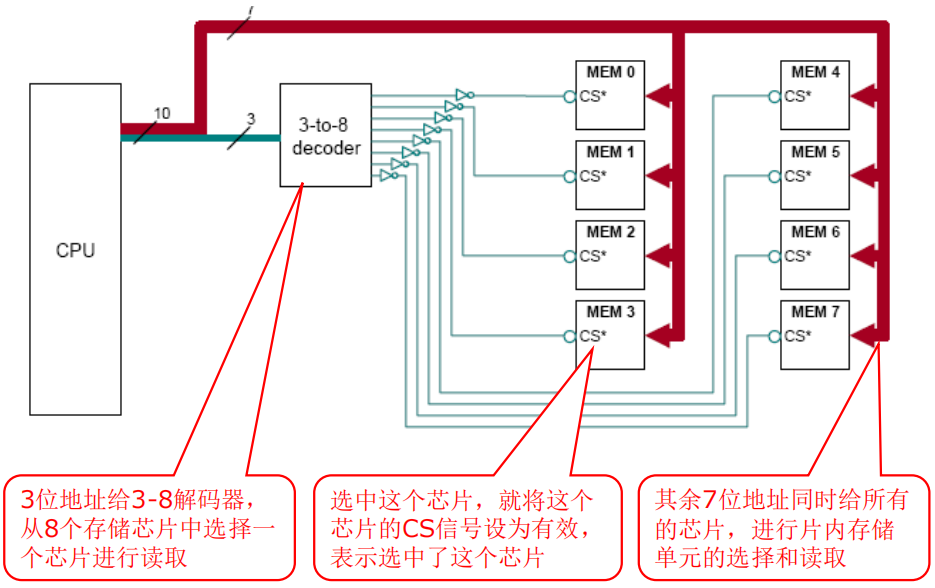 7
10
3
CPU
3-to-8
decoder
MEM 0
CS*
MEM 1
CS*
MEM 2
CS*
MEM 3
CS*
MEM 4
CS*
MEM 5
CS*
MEM 6
CS*
MEM 7
CS*
3位地址给3-8解码器，
从8个存储芯片中选择一
个芯片进行读取
选中这个芯片，就将这个
芯片的CS信号设为有效，
表示选中了这个芯片
其余7位地址同时给所有
的芯片，进行片内存储
单元的选择和读取